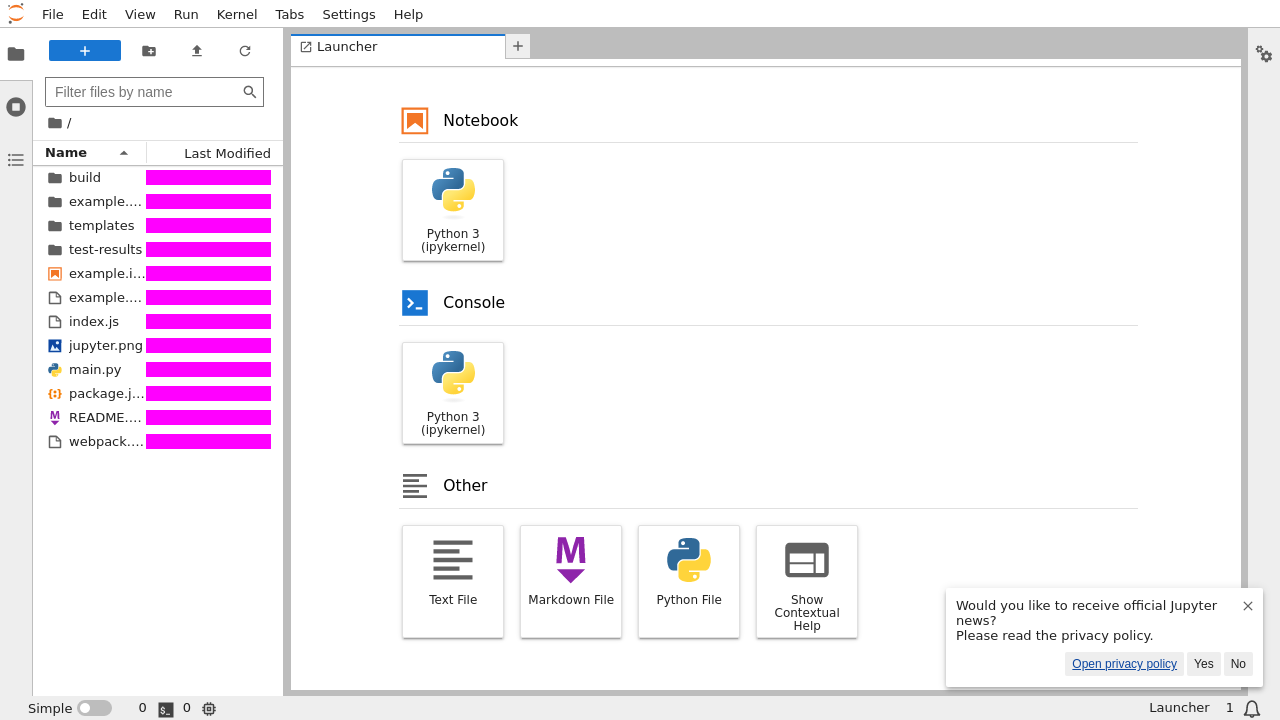 File Edit View Run Kernel Tabs Settings Help
Launcher
Filter files by name
/
Name Last Modified
build
example....
templates
test-results
example.i...
example....
index.js
jupyter.png
main.py
package.j...
README....
webpack....
Notebook
Python 3
(ipykernel)
Console
Python 3
(ipykernel)
Other
Text File
Markdown File
Python File
Show
Contextual
Help
Would you like to receive official Jupyter
news?
Please read the privacy policy.
Open privacy policy Yes No
Simple 0 0 Launcher 1